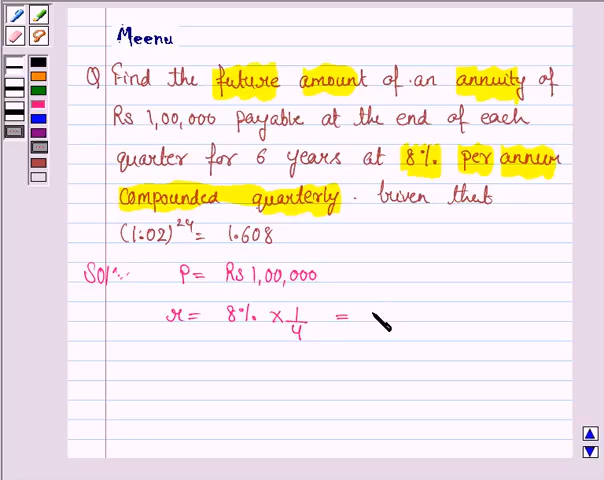 Meenu
Q Find the future amount of an annuity of
Rs 1,00,000 payable at the end of each
quarter for 6 years at 8% per annum
compounded quarterly. Given that
(1.02)^24 = 1.608
Sol: P = Rs 1,00,000
r = 8% × 1/4 =